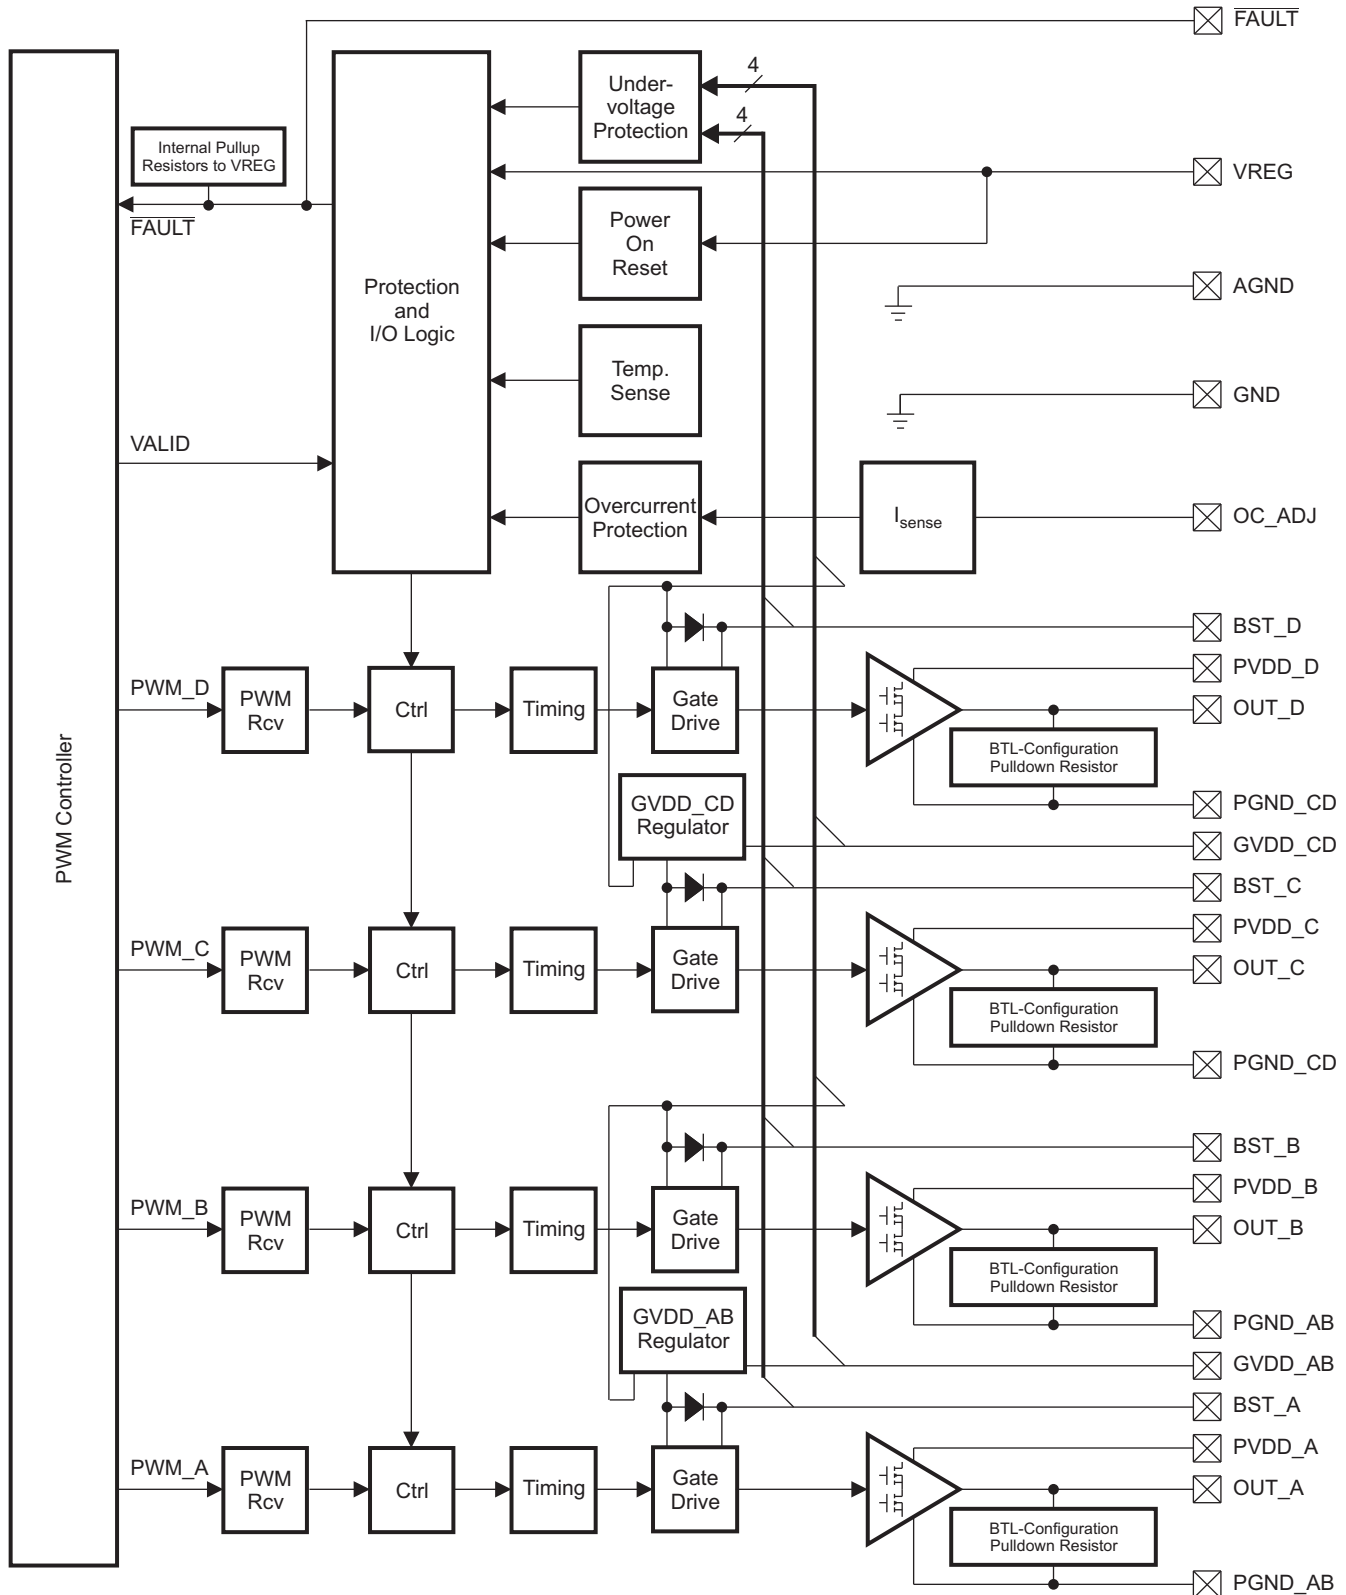 FAULT
4
Under-
voltage
Protection
4
Internal Pullup
Resistors to VREG
VREG
FAULT
Power
On
Reset
AGND
Protection
and
I/O Logic
Temp.
Sense
GND
VALID
Overcurrent
Protection
Isense
OC_ADJ
BST_D
PVDD_D
PWM_D
PWM
Rcv
Ctrl
Timing
Gate
Drive
OUT_D
BTL-Configuration
Pulldown Resistor
PWM Controller
GVDD_CD
Regulator
PGND_CD
GVDD_CD
BST_C
PVDD_C
PWM_C
PWM
Rcv
Ctrl
Timing
Gate
Drive
OUT_C
BTL-Configuration
Pulldown Resistor
PGND_CD
BST_B
PVDD_B
PWM_B
PWM
Rcv
Ctrl
Timing
Gate
Drive
OUT_B
BTL-Configuration
Pulldown Resistor
GVDD_AB
Regulator
PGND_AB
GVDD_AB
BST_A
PVDD_A
PWM_A
PWM
Rcv
Ctrl
Timing
Gate
Drive
OUT_A
BTL-Configuration
Pulldown Resistor
PGND_AB